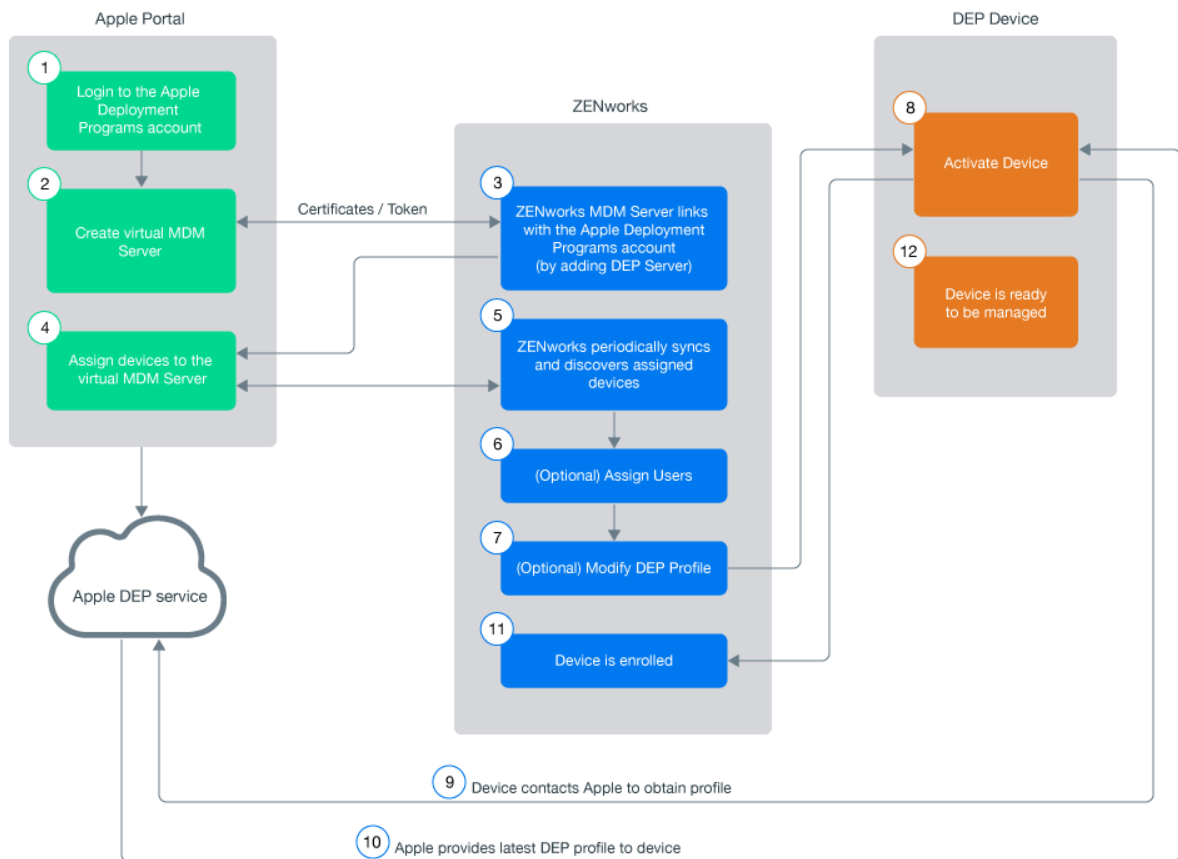 Apple Portal
1
Login to the Apple
Deployment
Programs account
2
Create virtual MDM
Server
4
Assign devices to the
virtual MDM Server
Apple DEP service
Certificates / Token
ZENworks
3
ZENworks MDM Server links
with the Apple Deployment
Programs account
(by adding DEP Server)
5
ZENworks periodically syncs
and discovers assigned
devices
6
(Optional) Assign Users
7
(Optional) Modify DEP Profile
11
Device is enrolled
DEP Device
8
Activate Device
12
Device is ready
to be managed
9 Device contacts Apple to obtain profile
10 Apple provides latest DEP profile to device